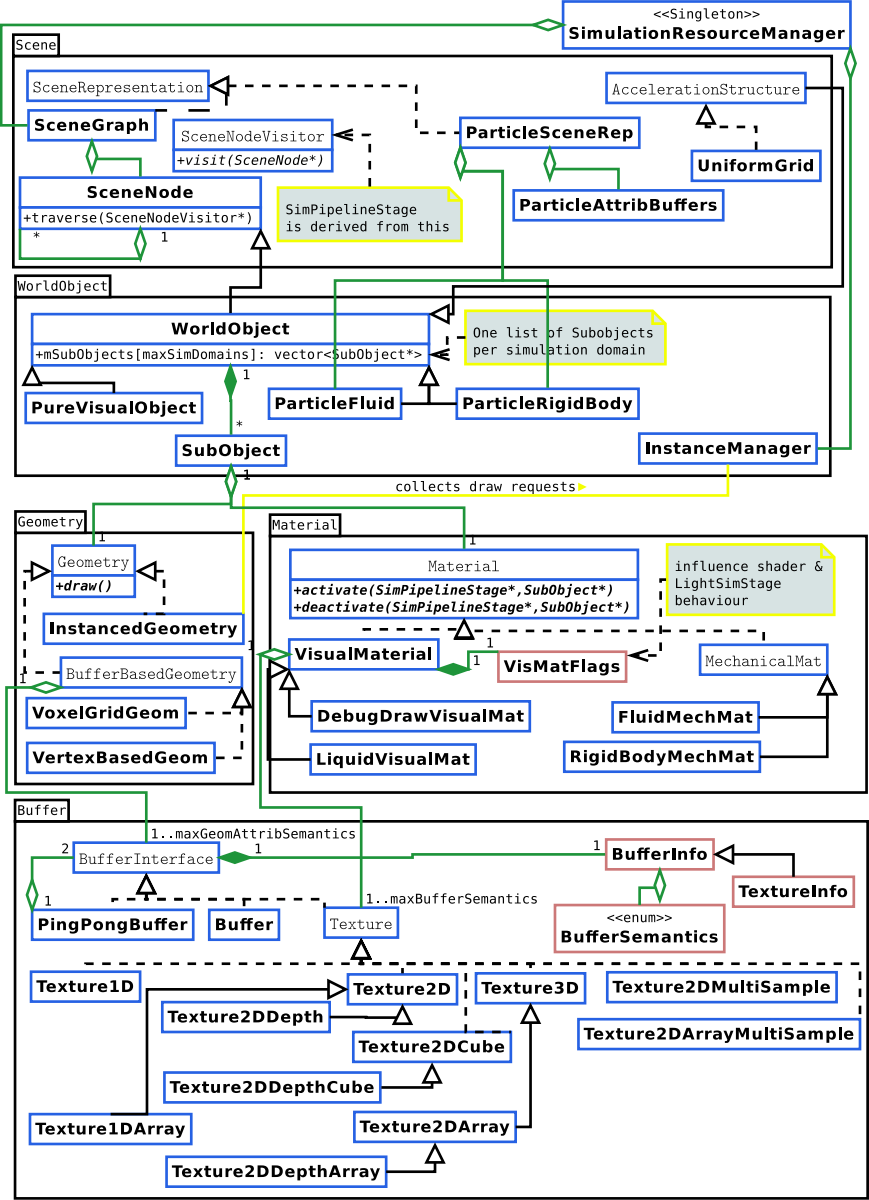 <<Singleton>>
SimulationResourceManager
Scene
SceneRepresentation
AccelerationStructure
SceneGraph
SceneNodeVisitor
+visit(SceneNode*)
ParticleSceneRep
UniformGrid
SceneNode
+traverse(SceneNodeVisitor*)
*
1
SimPipelineStage
is derived from this
ParticleAttribBuffers
WorldObject
WorldObject
+mSubObjects[maxSimDomains]: vector<SubObject*>
One list of Subobjects
per simulation domain
1
PureVisualObject
ParticleFluid
ParticleRigidBody
*
SubObject
InstanceManager
1
collects draw requests
Geometry
1
Geometry
+draw()
InstancedGeometry
1
BufferBasedGeometry
1
VoxelGridGeom
VertexBasedGeom
Material
1
Material
+activate(SimPipelineStage*,SubObject*)
+deactivate(SimPipelineStage*,SubObject*)
influence shader &
LightSimStage
behaviour
VisualMaterial
1
1
VisMatFlags
MechanicalMat
DebugDrawVisualMat
FluidMechMat
LiquidVisualMat
RigidBodyMechMat
Buffer
1..maxGeomAttribSemantics
2
BufferInterface
1
1
BufferInfo
TextureInfo
1
1..maxBufferSemantics
PingPongBuffer
Buffer
Texture
<<enum>>
BufferSemantics
Texture1D
Texture2D
Texture3D
Texture2DMultiSample
Texture2DDepth
Texture2DCube
Texture2DArrayMultiSample
Texture2DDepthCube
Texture1DArray
Texture2DArray
Texture2DDepthArray